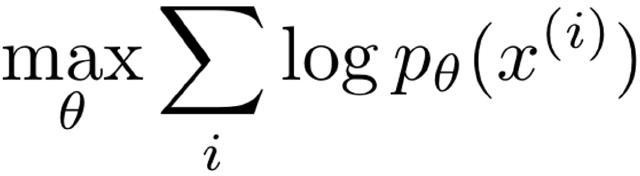 max_θ ∑_i log p_θ(x^{(i)})